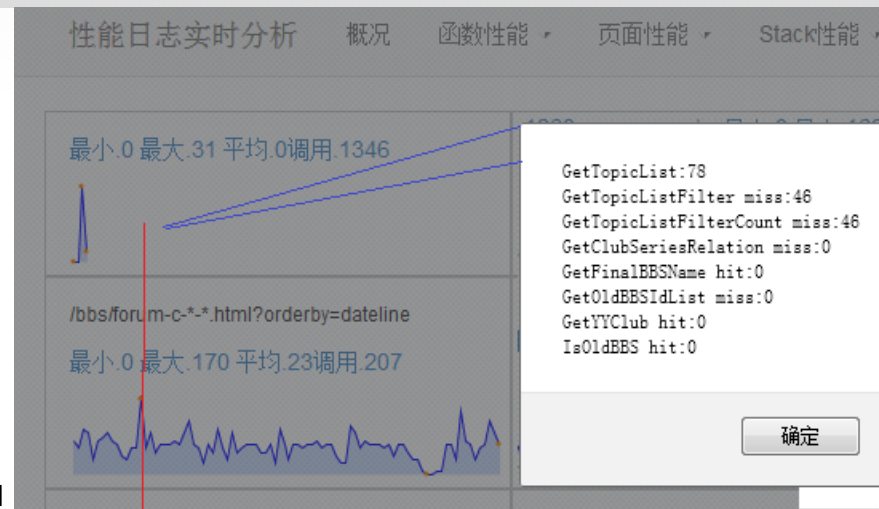 性能日志实时分析 概况 函数性能 页面性能 Stack性能
最小.0 最大.31 平均.0调用.1346
/bbs/forum-c-*-*.html?orderby=dateline
最小.0 最大.170 平均.23调用.207
GetTopicList:78
GetTopicListFilter miss:46
GetTopicListFilterCount miss:46
GetClubSeriesRelation miss:0
GetFinalBBSName hit:0
GetOldBBSIdList miss:0
GetYYClub hit:0
IsOldBBS hit:0
确定